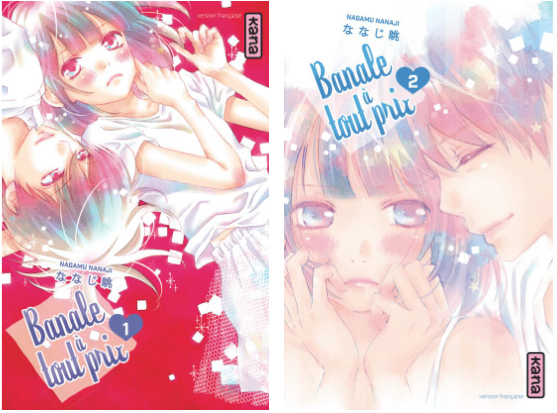 version française
kana
NAGAMU NANAJI
ななじ眺
Banale
à
tout prix
1
NAGAMU NANAJI
ななじ眺
Banale
à
tout prix
2
version française
kana